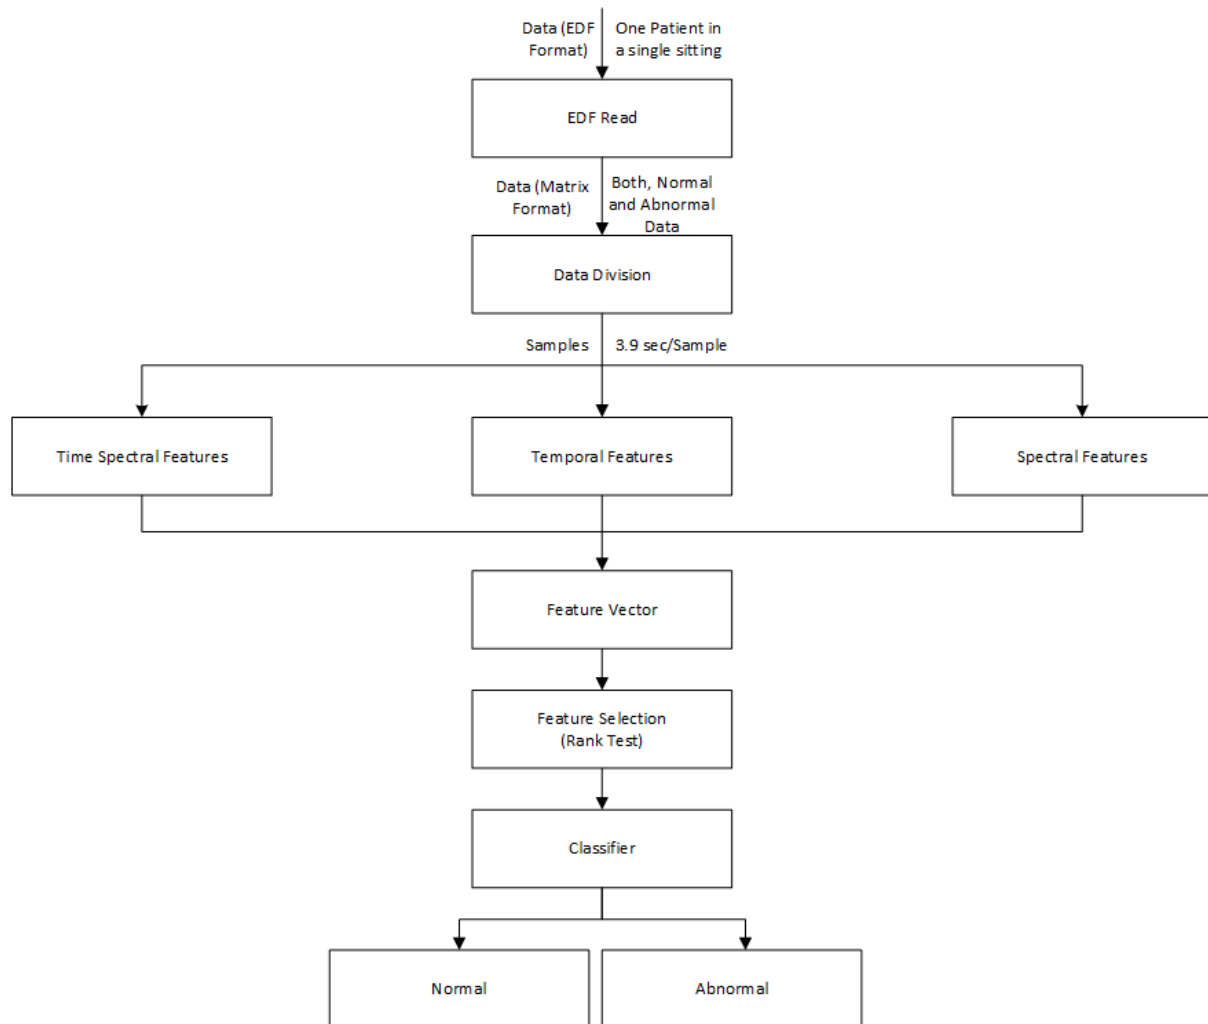 Data (EDF
Format)
One Patient in
a single sitting
EDF Read
Data (Matrix
Format)
Both, Normal
and Abnormal
Data
Data Division
Samples
3.9 sec/Sample
Time Spectral Features
Temporal Features
Spectral Features
Feature Vector
Feature Selection
(Rank Test)
Classifier
Normal
Abnormal